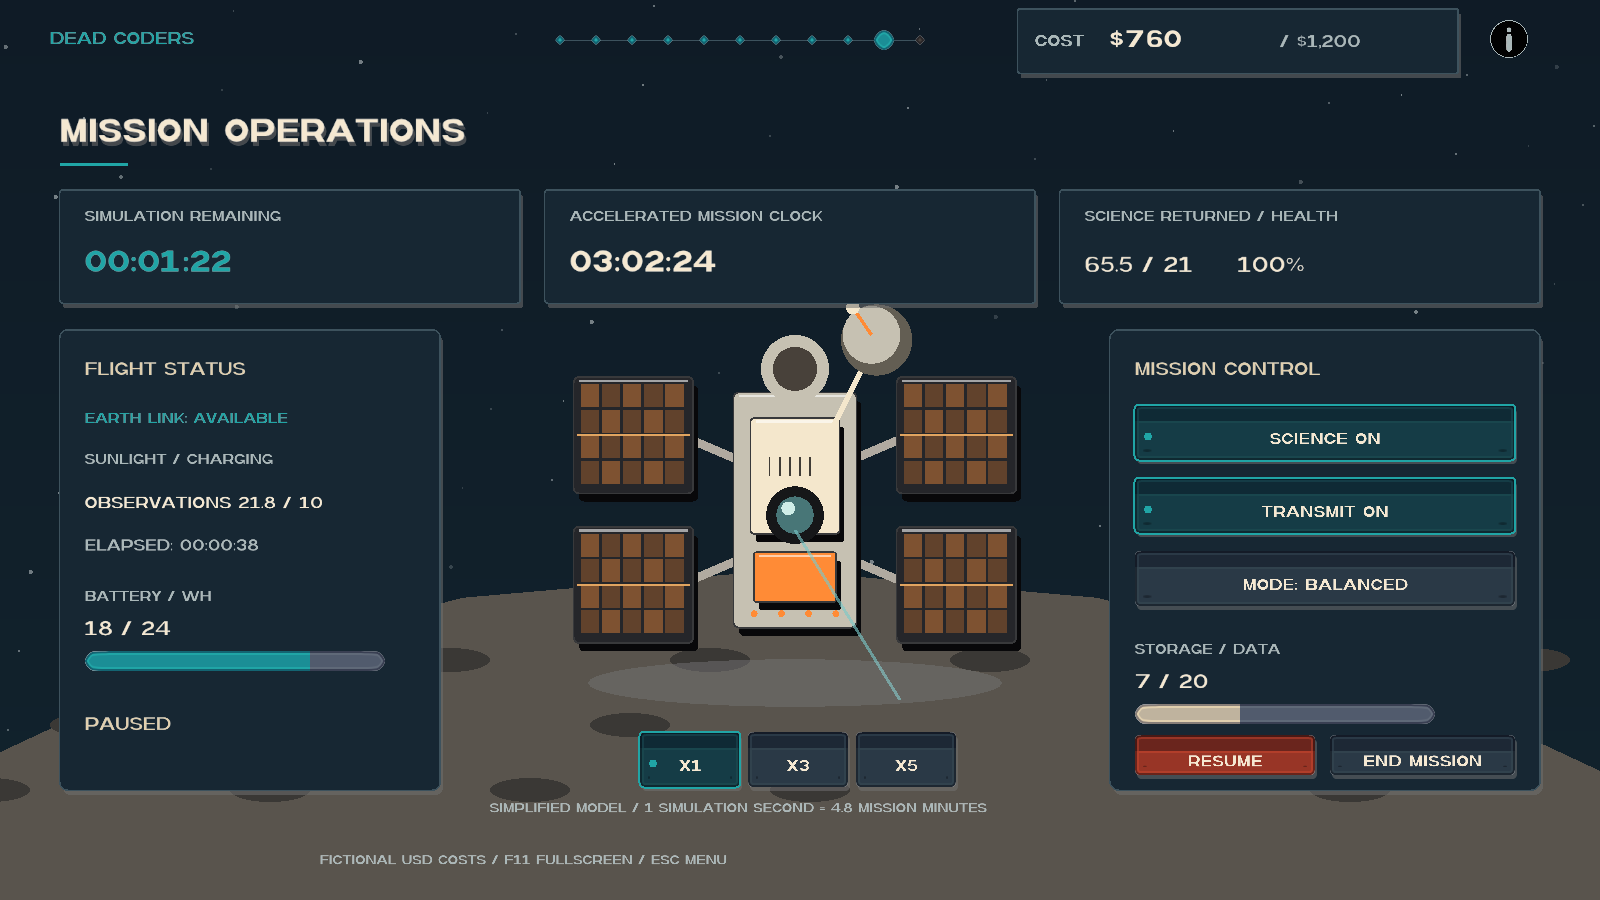 DEAD CODERS
COST $760 / $1,200
MISSION OPERATIONS
SIMULATION REMAINING
00:01:22
ACCELERATED MISSION CLOCK
03:02:24
SCIENCE RETURNED / HEALTH
65.5 / 21 100%
FLIGHT STATUS
EARTH LINK: AVAILABLE
SUNLIGHT / CHARGING
OBSERVATIONS 21.8 / 10
ELAPSED: 00:00:38
BATTERY / WH
18 / 24
PAUSED
MISSION CONTROL
SCIENCE ON
TRANSMIT ON
MODE: BALANCED
STORAGE / DATA
7 / 20
RESUME END MISSION
X1 X3 X5
SIMPLIFIED MODEL / 1 SIMULATION SECOND = 4.8 MISSION MINUTES
FICTIONAL USD COSTS / F11 FULLSCREEN / ESC MENU